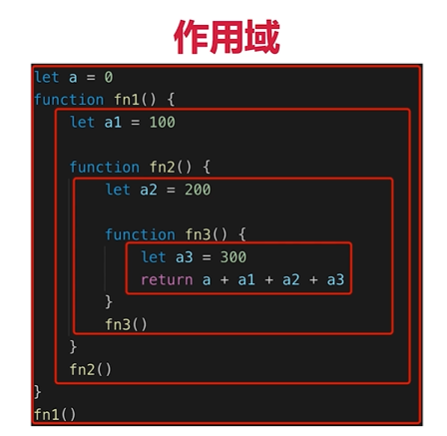 作用域
let a = 0
function fn1() {
    let a1 = 100

    function fn2() {
        let a2 = 200

        function fn3() {
            let a3 = 300
            return a + a1 + a2 + a3
        }
        fn3()
    }
    fn2()
}
fn1()